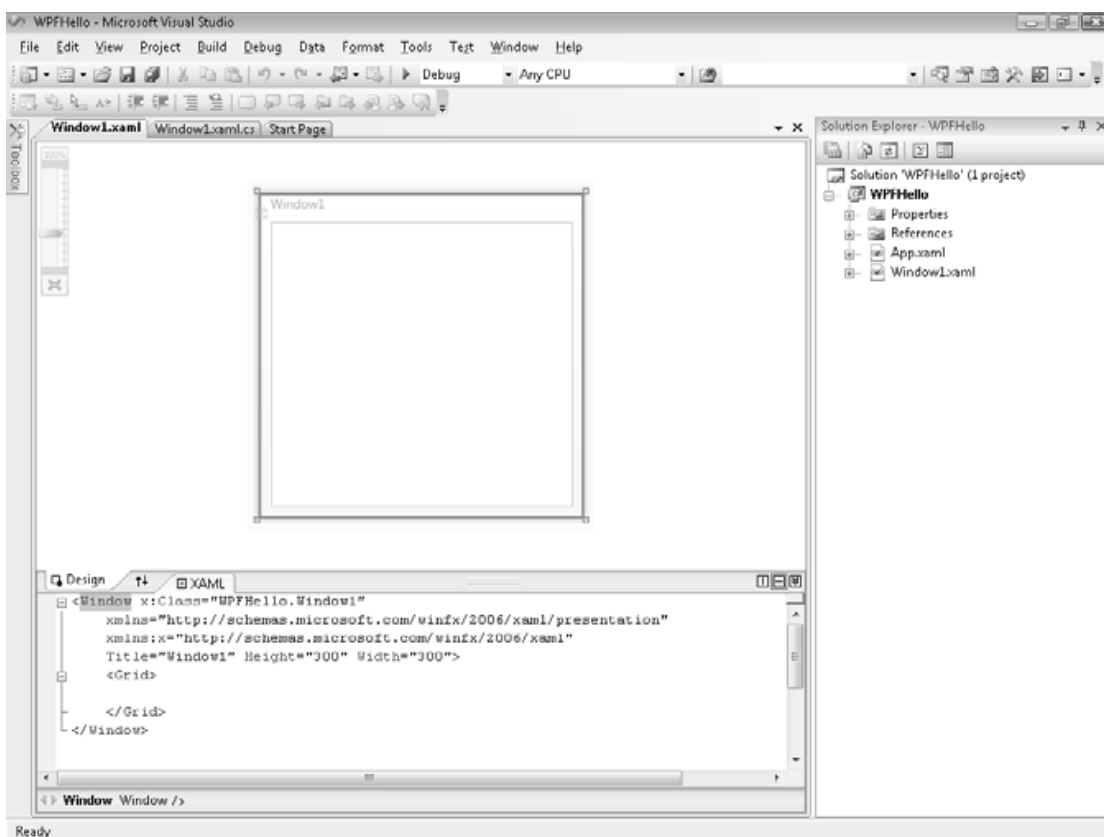 WPFHello - Microsoft Visual Studio
File Edit View Project Build Debug Data Format Tools Test Window Help
Debug Any CPU
Toolbox
Window1.xaml Window1.xaml.cs Start Page
100%
Window1
Solution Explorer - WPFHello
Solution 'WPFHello' (1 project)
WPFHello
Properties
References
App.xaml
Window1.xaml
Design XAML
<Window x:Class="WPFHello.Window1"
xmlns="http://schemas.microsoft.com/winfx/2006/xaml/presentation"
xmlns:x="http://schemas.microsoft.com/winfx/2006/xaml"
Title="Window1" Height="300" Width="300">
<Grid>
</Grid>
</Window>
Window Window />
Ready